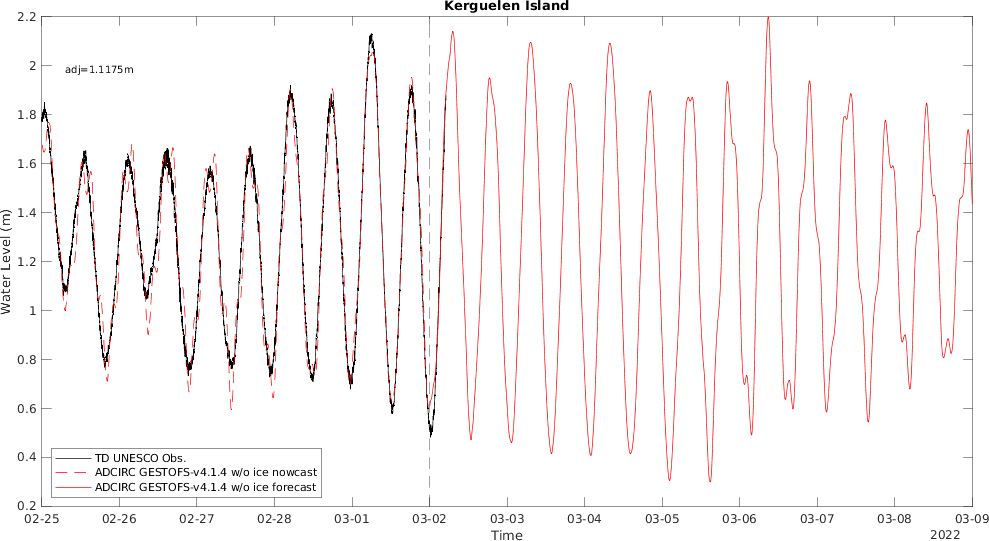 Kerguelen Island
2.2
2
1.8
1.6
1.4
1.2
1
0.8
0.6
0.4
0.2
Water Level (m)
adj=1.1175m
TD UNESCO Obs.
ADCIRC GESTOFS-v4.1.4 w/o ice nowcast
ADCIRC GESTOFS-v4.1.4 w/o ice forecast
02-25 02-26 02-27 02-28 03-01 03-02 03-03 03-04 03-05 03-06 03-07 03-08 03-09
Time
2022